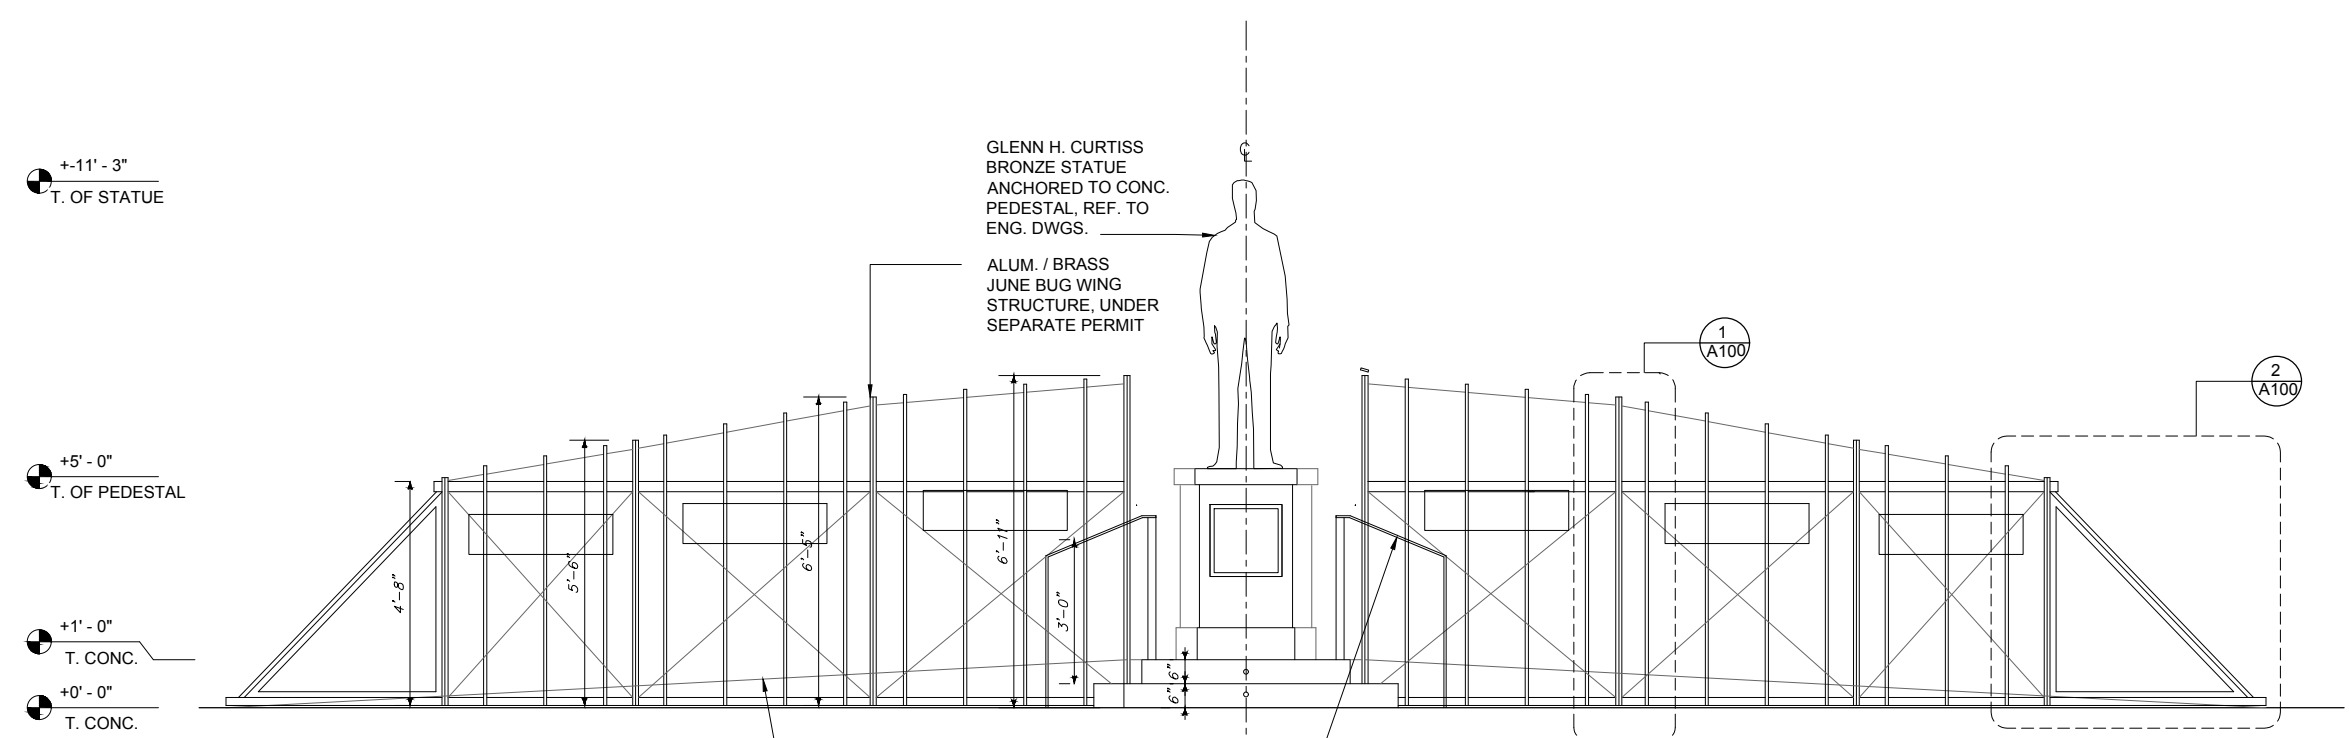 +-11' - 3"
T. OF STATUE
GLENN H. CURTISS
BRONZE STATUE
ANCHORED TO CONC.
PEDESTAL, REF. TO
ENG. DWGS.
ALUM. / BRASS
JUNE BUG WING
STRUCTURE, UNDER
SEPARATE PERMIT
℄
1
A100
2
A100
+5' - 0"
T. OF PEDESTAL
4'-8"
5'-6"
6'-5"
6'-11"
3'-0"
6"
6"
+1' - 0"
T. CONC.
+0' - 0"
T. CONC.